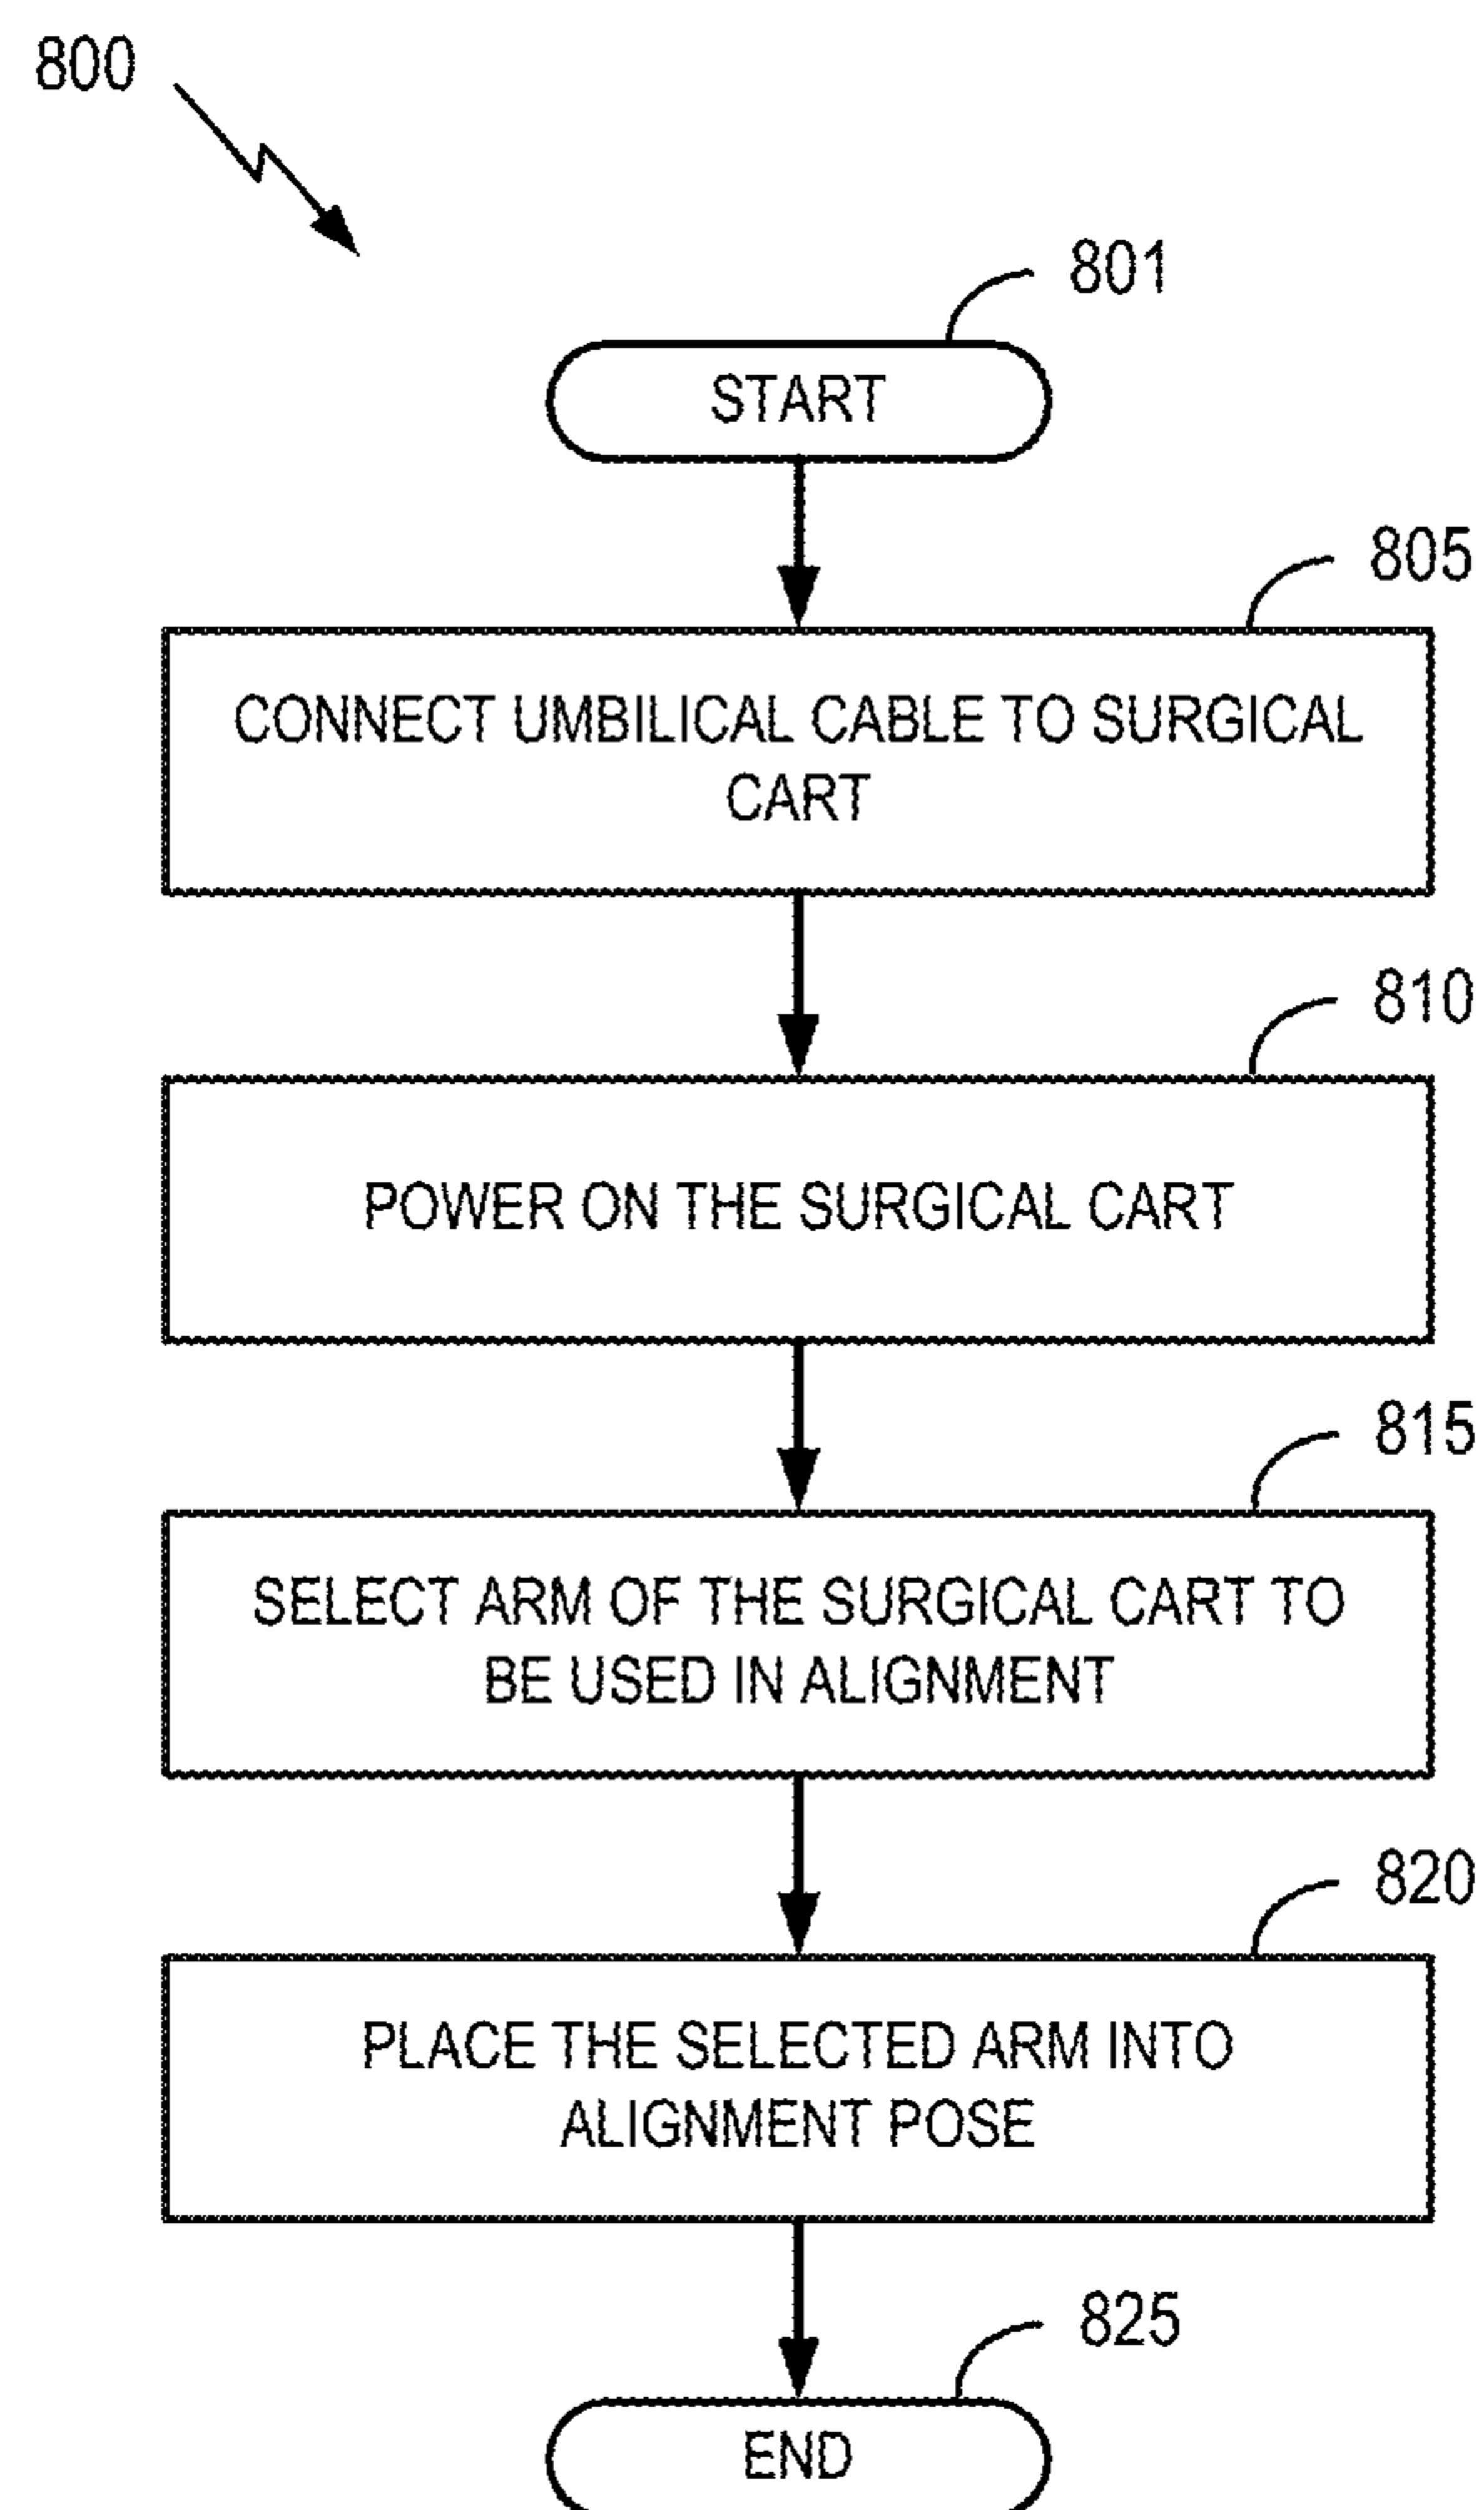 800
801
START
805
CONNECT UMBILICAL CABLE TO SURGICAL
CART
810
POWER ON THE SURGICAL CART
815
SELECT ARM OF THE SURGICAL CART TO
BE USED IN ALIGNMENT
820
PLACE THE SELECTED ARM INTO
ALIGNMENT POSE
825
END